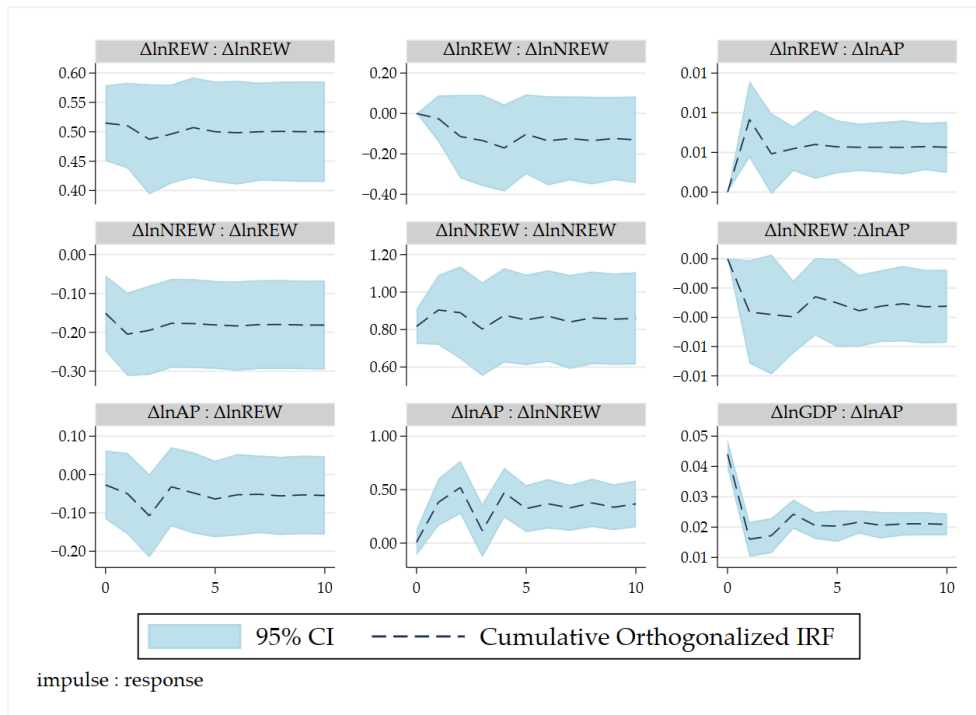 ΔlnREW : ΔlnREW
ΔlnREW : ΔlnNREW
ΔlnREW : ΔlnAP
0.60
0.55
0.50
0.45
0.40
0.20
0.00
−0.20
−0.40
0.01
0.01
0.01
0.00
ΔlnNREW : ΔlnREW
ΔlnNREW : ΔlnNREW
ΔlnNREW :ΔlnAP
0.00
−0.10
−0.20
−0.30
1.20
1.00
0.80
0.60
0.00
−0.00
−0.00
−0.01
−0.01
ΔlnAP : ΔlnREW
ΔlnAP : ΔlnNREW
ΔlnGDP : ΔlnAP
0.10
0.00
−0.10
−0.20
1.00
0.50
0.00
0.05
0.04
0.03
0.02
0.01
0 5 10
0 5 10
0 5 10
95% CI
Cumulative Orthogonalized IRF
impulse : response